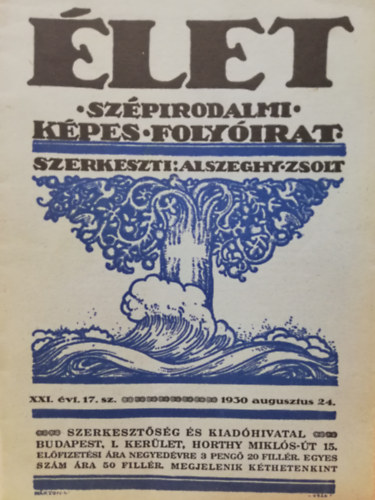 ÉLET
·SZÉPIRODALMI·
KÉPES·FOLYÓIRAT·
SZERKESZTI:ALSZEGHY·ZSOLT
XXI. évf. 17. sz. 1930 augusztus 24.
SZERKESZTŐSÉG ÉS KIADÓHIVATAL
BUDAPEST, I. KERÜLET, HORTHY MIKLÓS-ÚT 15.
ELŐFIZETÉSI ÁRA NEGYEDÉVRE 3 PENGŐ 20 FILLÉR. EGYES
SZÁM ÁRA 50 FILLÉR. MEGJELENIK KÉTHETENKINT